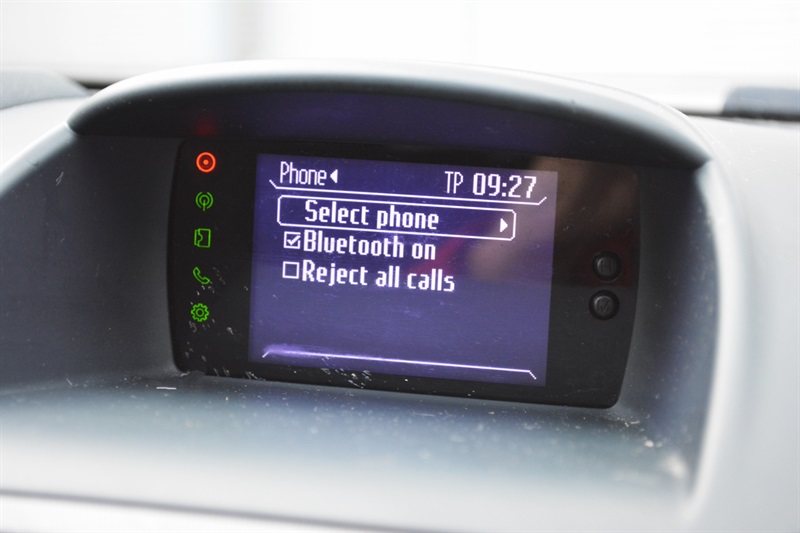 Phone TP 09:27
Select phone
Bluetooth on
Reject all calls